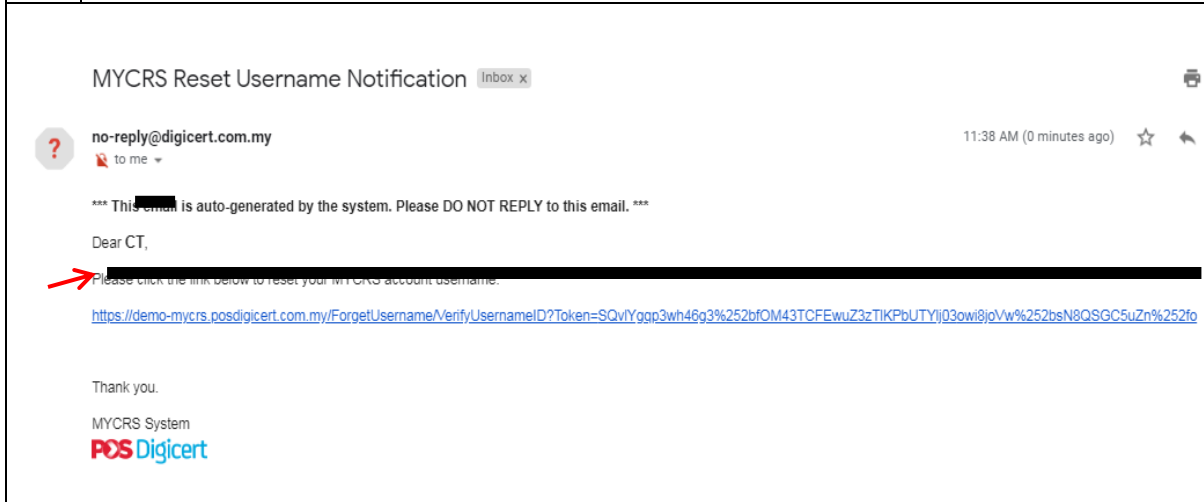 MYCRS Reset Username Notification Inbox x
no-reply@digicert.com.my 11:38 AM (0 minutes ago)
to me
*** This email is auto-generated by the system. Please DO NOT REPLY to this email. ***
Dear CT,
Please click the link below to reset your MYCRS account username.
https://demo-mycrs.posdigicert.com.my/ForgetUsername/VerifyUsernameID?Token=SQvlYgqp3wh46g3%252bfOM43TCFEwuZ3zTlKPbUTYlj03owi8joVw%252bsN8QSGC5uZn%252fo
Thank you.
MYCRS System
POS Digicert